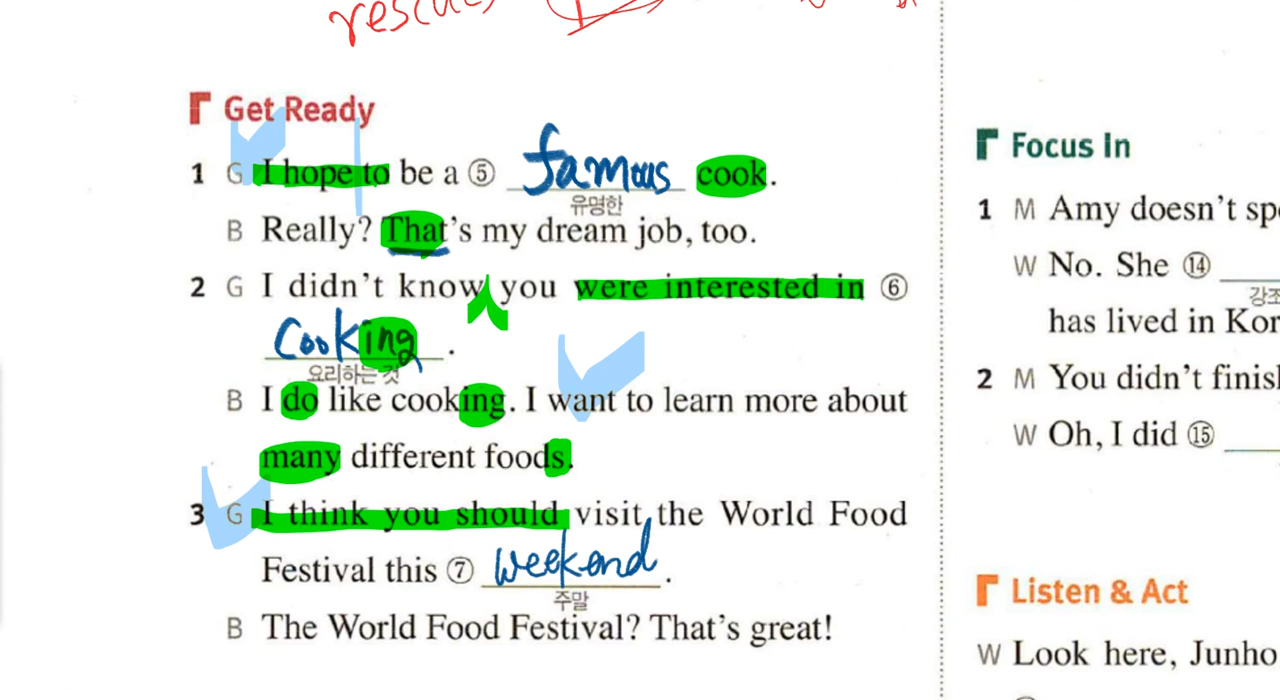 rescue
Get Ready
1 G I hope to be a ⑤ famous cook.
유명한
B Really? That's my dream job, too.
2 G I didn't know you were interested in ⑥
cooking.
요리하는 것
B I do like cooking. I want to learn more about
many different foods.
3 G I think you should visit the World Food
Festival this ⑦ weekend.
주말
B The World Food Festival? That's great!
Focus In
1 M Amy doesn't
W No. She ⑭
강조
has lived in
2 M You didn't
W Oh, I did ⑮
Listen & Act
W Look here, Junho